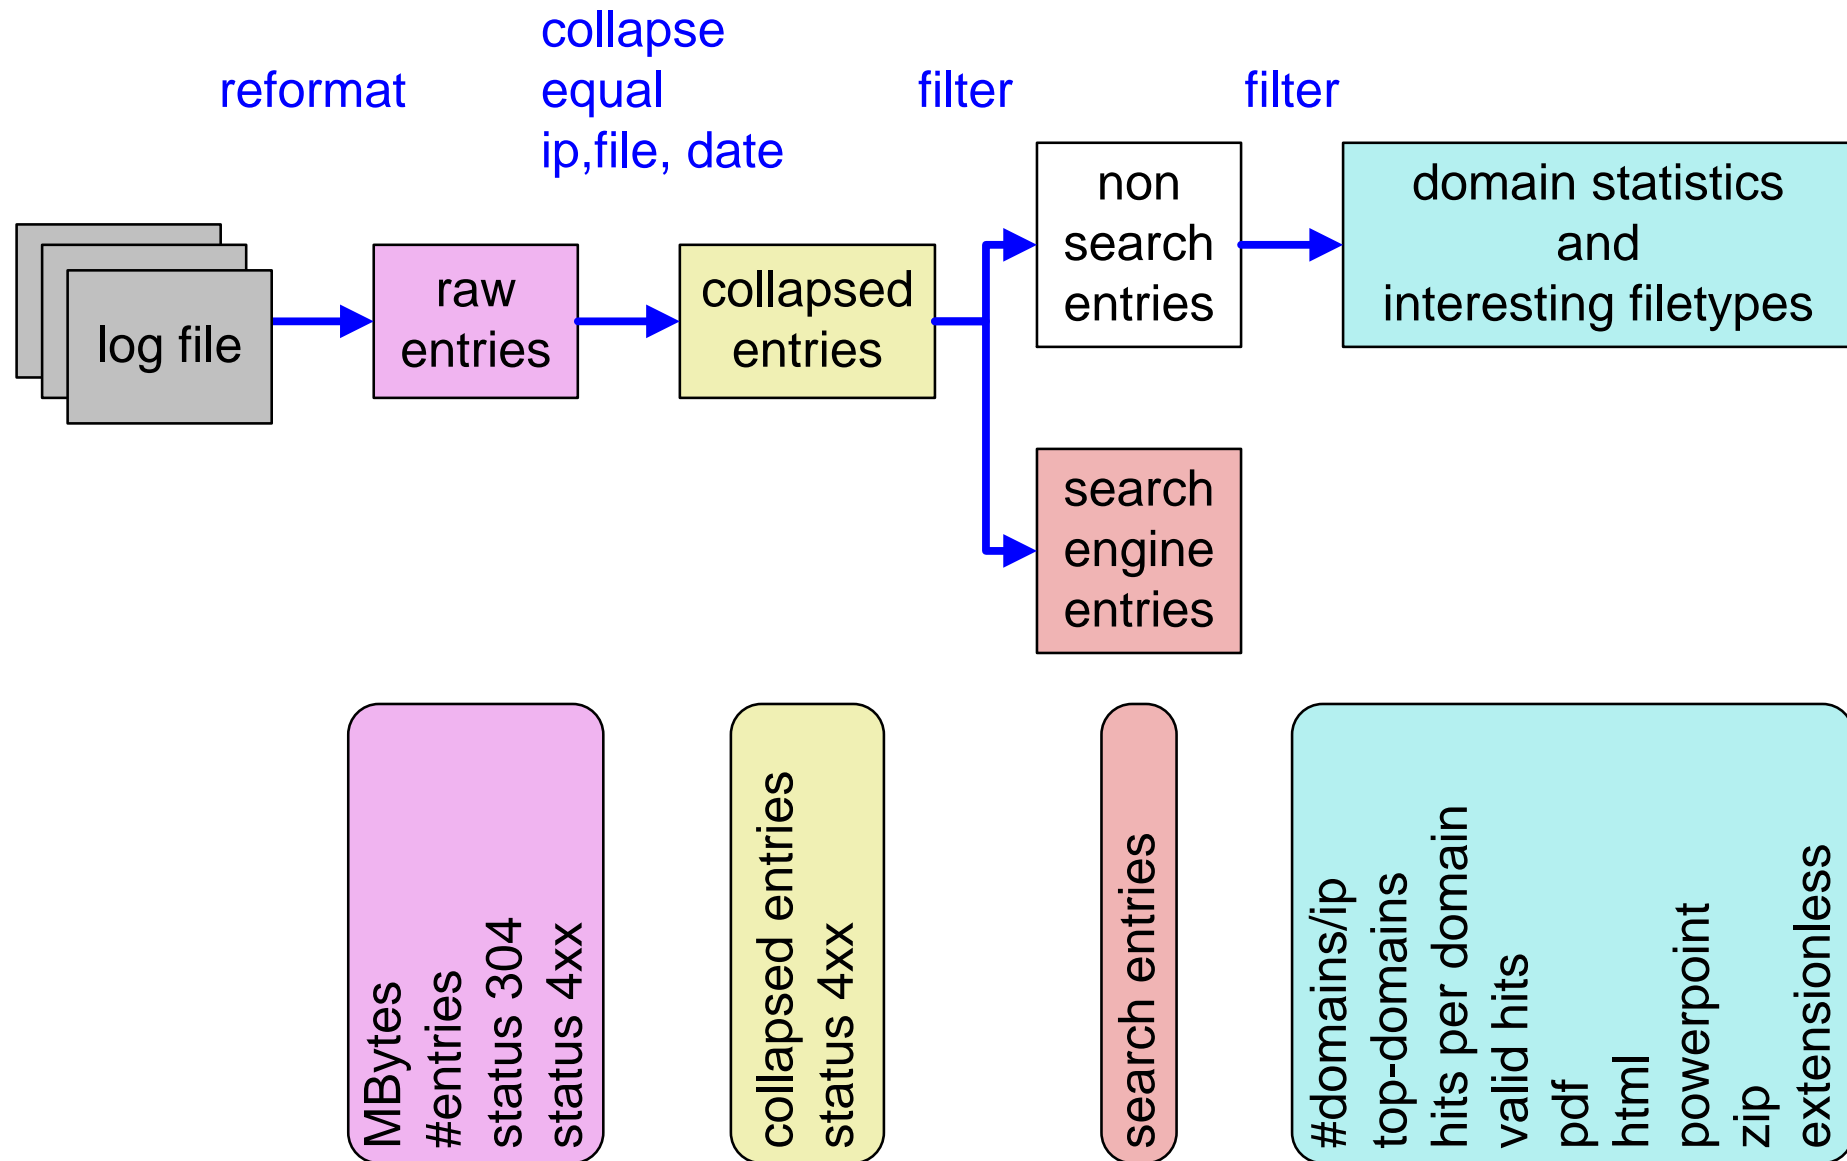 reformat
collapse
equal
ip,file, date
filter
filter
log file
raw
entries
collapsed
entries
non
search
entries
domain statistics
and
interesting filetypes
search
engine
entries
MBytes
#entries
status 304
status 4xx
collapsed entries
status 4xx
search entries
#domains/ip
top-domains
hits per domain
valid hits
pdf
html
powerpoint
zip
extensionless